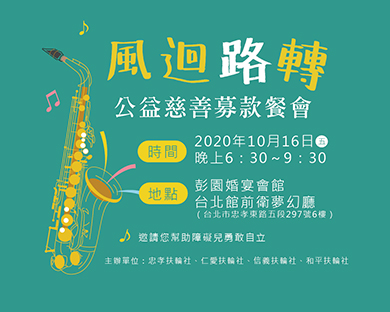 風迴路轉
公益慈善募款餐會
時間
2020年10月16日五
晚上6：30～9：30
地點
彭園婚宴會館
台北館前衛夢幻廳
（台北市忠孝東路五段297號6樓）
邀請您幫助障礙兒勇敢自立
主辦單位：忠孝扶輪社、仁愛扶輪社、信義扶輪社、和平扶輪社